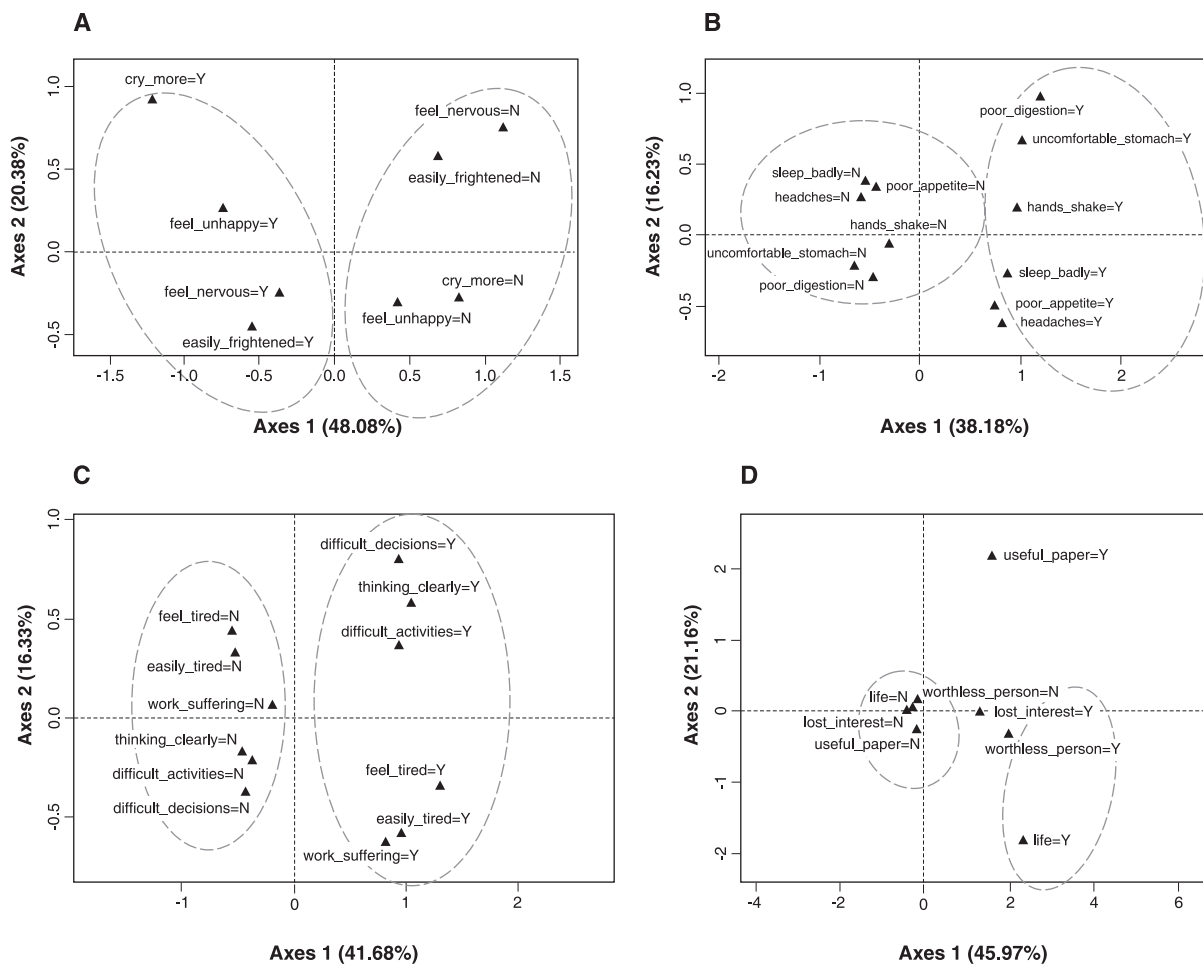 A
cry_more=Y
feel_nervous=N
easily_frightened=N
feel_unhappy=Y
feel_nervous=Y
cry_more=N
feel_unhappy=N
easily_frightened=Y
1.0
0.5
0.0
-0.5
Axes 2 (20.38%)
-1.5 -1.0 -0.5 0.0 0.5 1.0 1.5
Axes 1 (48.08%)
B
poor_digestion=Y
uncomfortable_stomach=Y
sleep_badly=N
poor_appetite=N
headches=N
hands_shake=Y
hands_shake=N
uncomfortable_stomach=N
sleep_badly=Y
poor_digestion=N
poor_appetite=Y
headaches=Y
1.0
0.5
0.0
-0.5
Axes 2 (16.23%)
-2 -1 0 1 2
Axes 1 (38.18%)
C
difficult_decisions=Y
thinking_clearly=Y
feel_tired=N
difficult_activities=Y
easily_tired=N
work_suffering=N
thinking_clearly=N
feel_tired=Y
difficult_activities=N
difficult_decisions=N
easily_tired=Y
work_suffering=Y
1.0
0.5
0.0
-0.5
Axes 2 (16.33%)
-1 0 1 2
Axes 1 (41.68%)
D
useful_paper=Y
life=N
worthless_person=N
lost_interest=N
lost_interest=Y
useful_paper=N
worthless_person=Y
life=Y
2
1
0
-1
-2
Axes 2 (21.16%)
-4 -2 0 2 4 6
Axes 1 (45.97%)